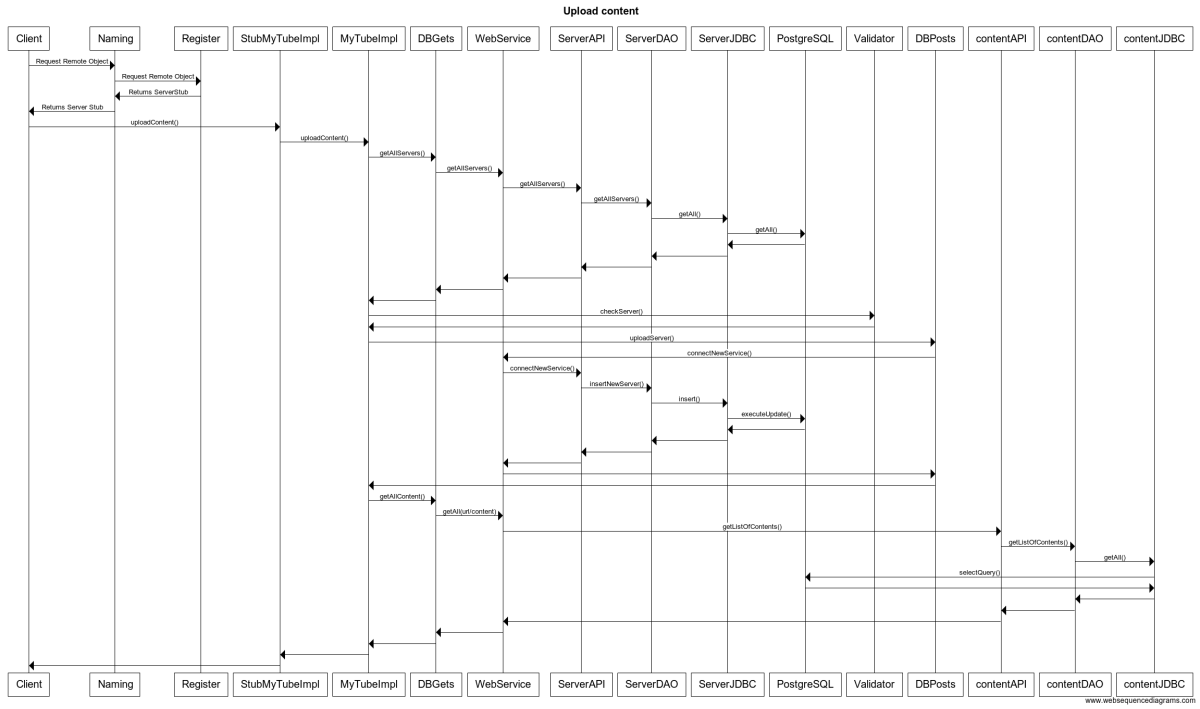 Upload content
Client Naming Register StubMyTubeImpl MyTubeImpl DBGets WebService ServerAPI ServerDAO ServerJDBC PostgreSQL Validator DBPosts contentAPI contentDAO contentJDBC
Request Remote Object
Request Remote Object
Returns ServerStub
Returns Server Stub
uploadContent()
uploadContent()
getAllServers()
getAllServers()
getAllServers()
getAllServers()
getAll()
getAll()
checkServer()
uploadServer()
connectNewService()
connectNewService()
insertNewServer()
insert()
executeUpdate()
getAllContent()
getAll(url/content)
getListOfContents()
getListOfContents()
getAll()
selectQuery()
Client Naming Register StubMyTubeImpl MyTubeImpl DBGets WebService ServerAPI ServerDAO ServerJDBC PostgreSQL Validator DBPosts contentAPI contentDAO contentJDBC
www.websequencediagrams.com